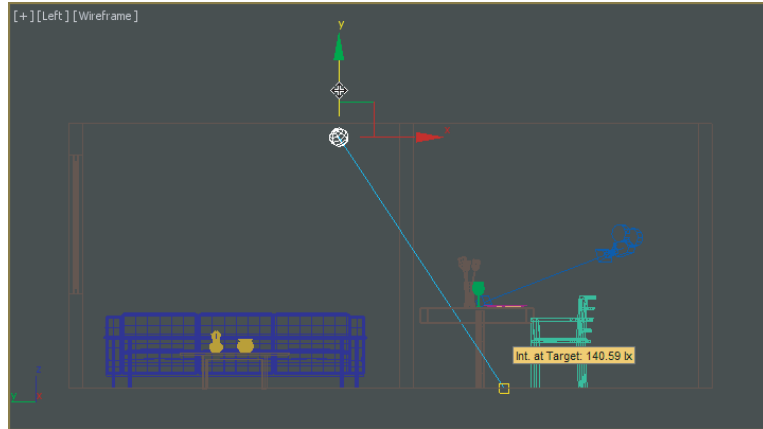 [+][Left][Wireframe]
y
x
Int. at Target: 140.59 lx
z
y
x